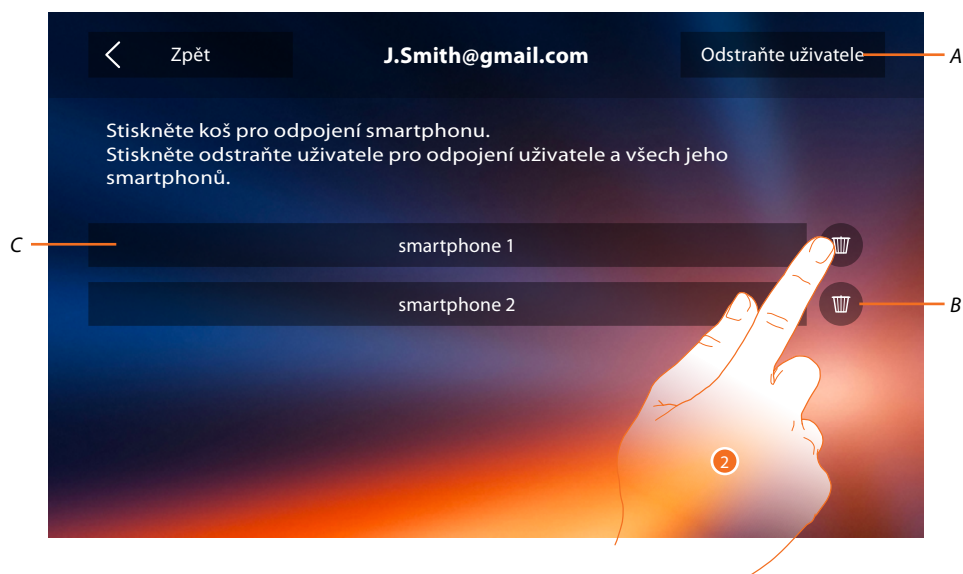 Zpět
J.Smith@gmail.com
Odstraňte uživatele
A
Stiskněte koš pro odpojení smartphonu.
Stiskněte odstraňte uživatele pro odpojení uživatele a všech jeho
smartphonů.
C
smartphone 1
smartphone 2
B
2